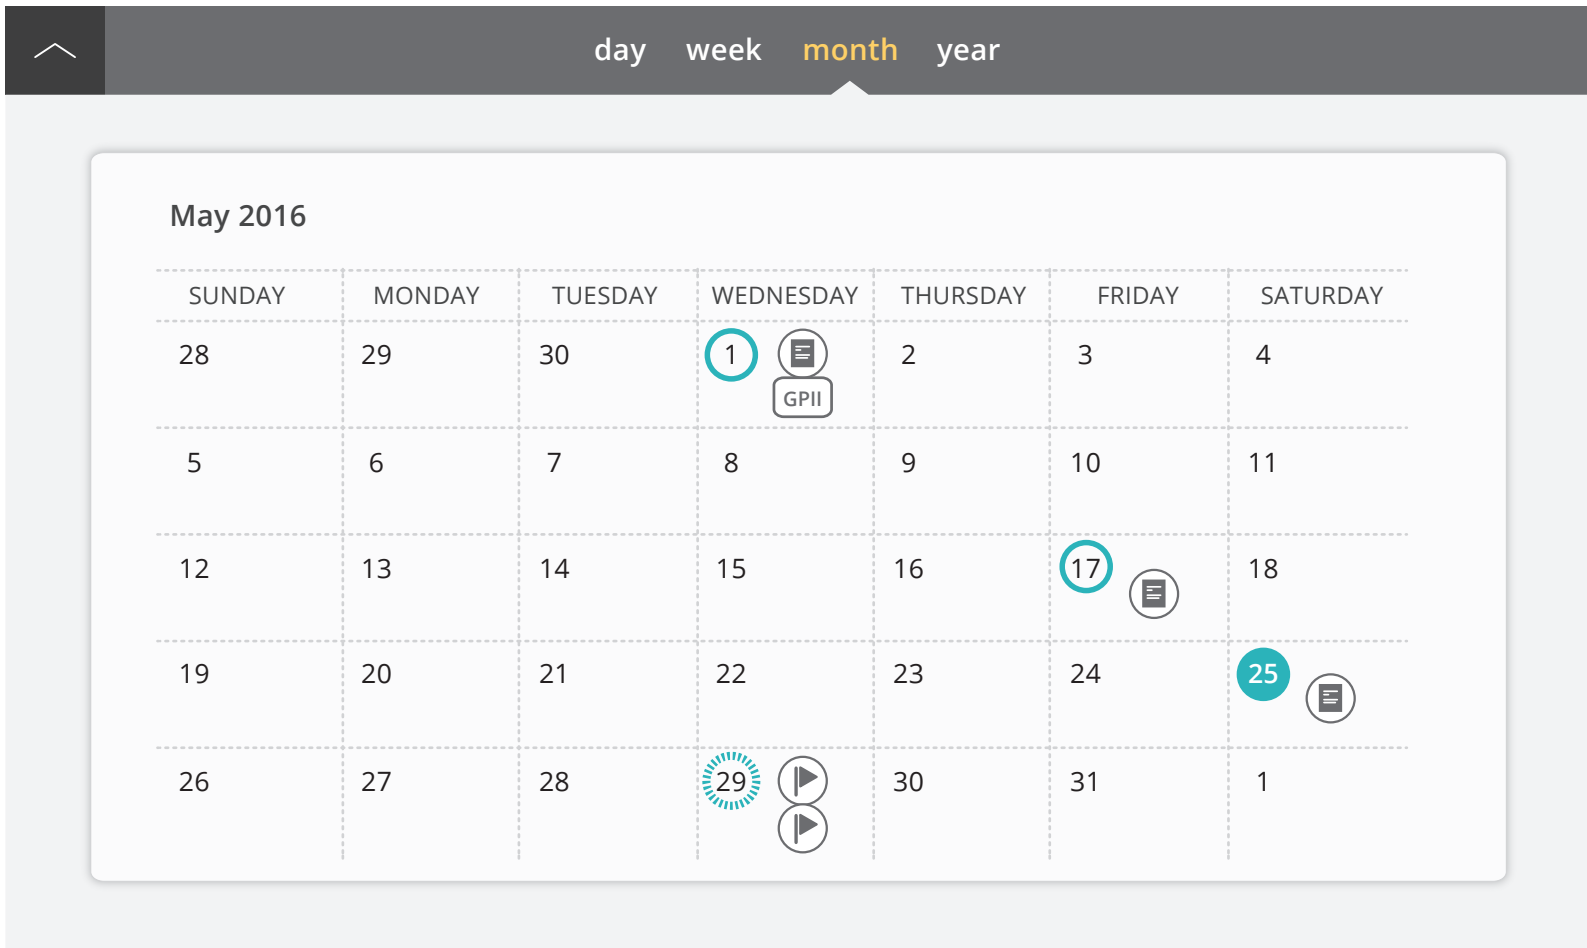 day week month year
May 2016
SUNDAY MONDAY TUESDAY WEDNESDAY THURSDAY FRIDAY SATURDAY
28 29 30 1 2 3 4
GPII
5 6 7 8 9 10 11
12 13 14 15 16 17 18
19 20 21 22 23 24 25
26 27 28 29 30 31 1